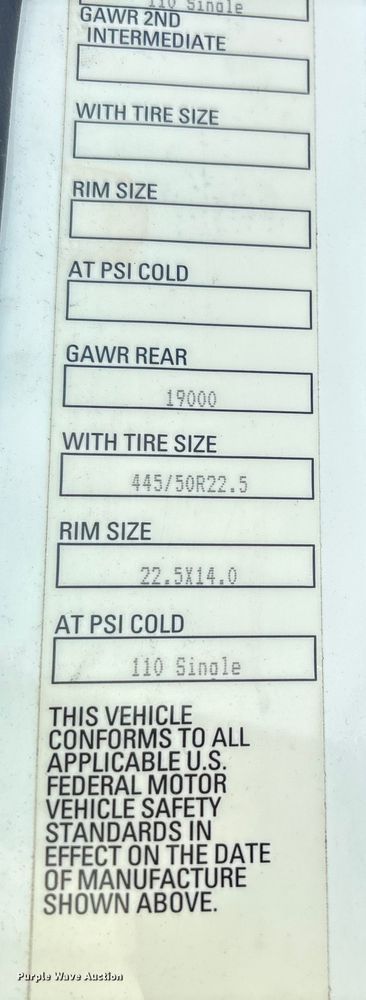 110 Single
GAWR 2ND
INTERMEDIATE
WITH TIRE SIZE
RIM SIZE
AT PSI COLD
GAWR REAR
19000
WITH TIRE SIZE
445/50R22.5
RIM SIZE
22.5X14.0
AT PSI COLD
110 Single
THIS VEHICLE
CONFORMS TO ALL
APPLICABLE U.S.
FEDERAL MOTOR
VEHICLE SAFETY
STANDARDS IN
EFFECT ON THE DATE
OF MANUFACTURE
SHOWN ABOVE.
Purple Wave Auction